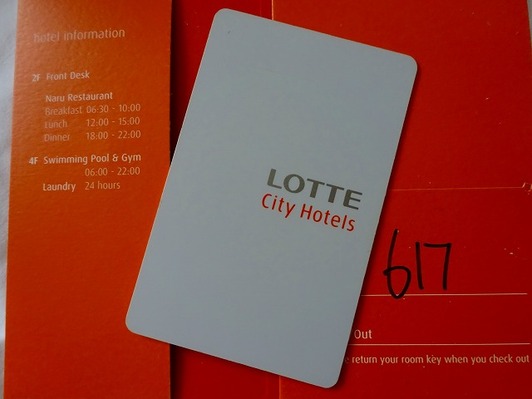 hotel information
2F Front Desk
Naru Restaurant
Breakfast 06:30 - 10:00
Lunch 12:00 - 15:00
Dinner 18:00 - 22:00
4F Swimming Pool & Gym
06:00 - 22:00
Laundry 24 hours
LOTTE
City Hotels
617
Out
return your room key when you check out